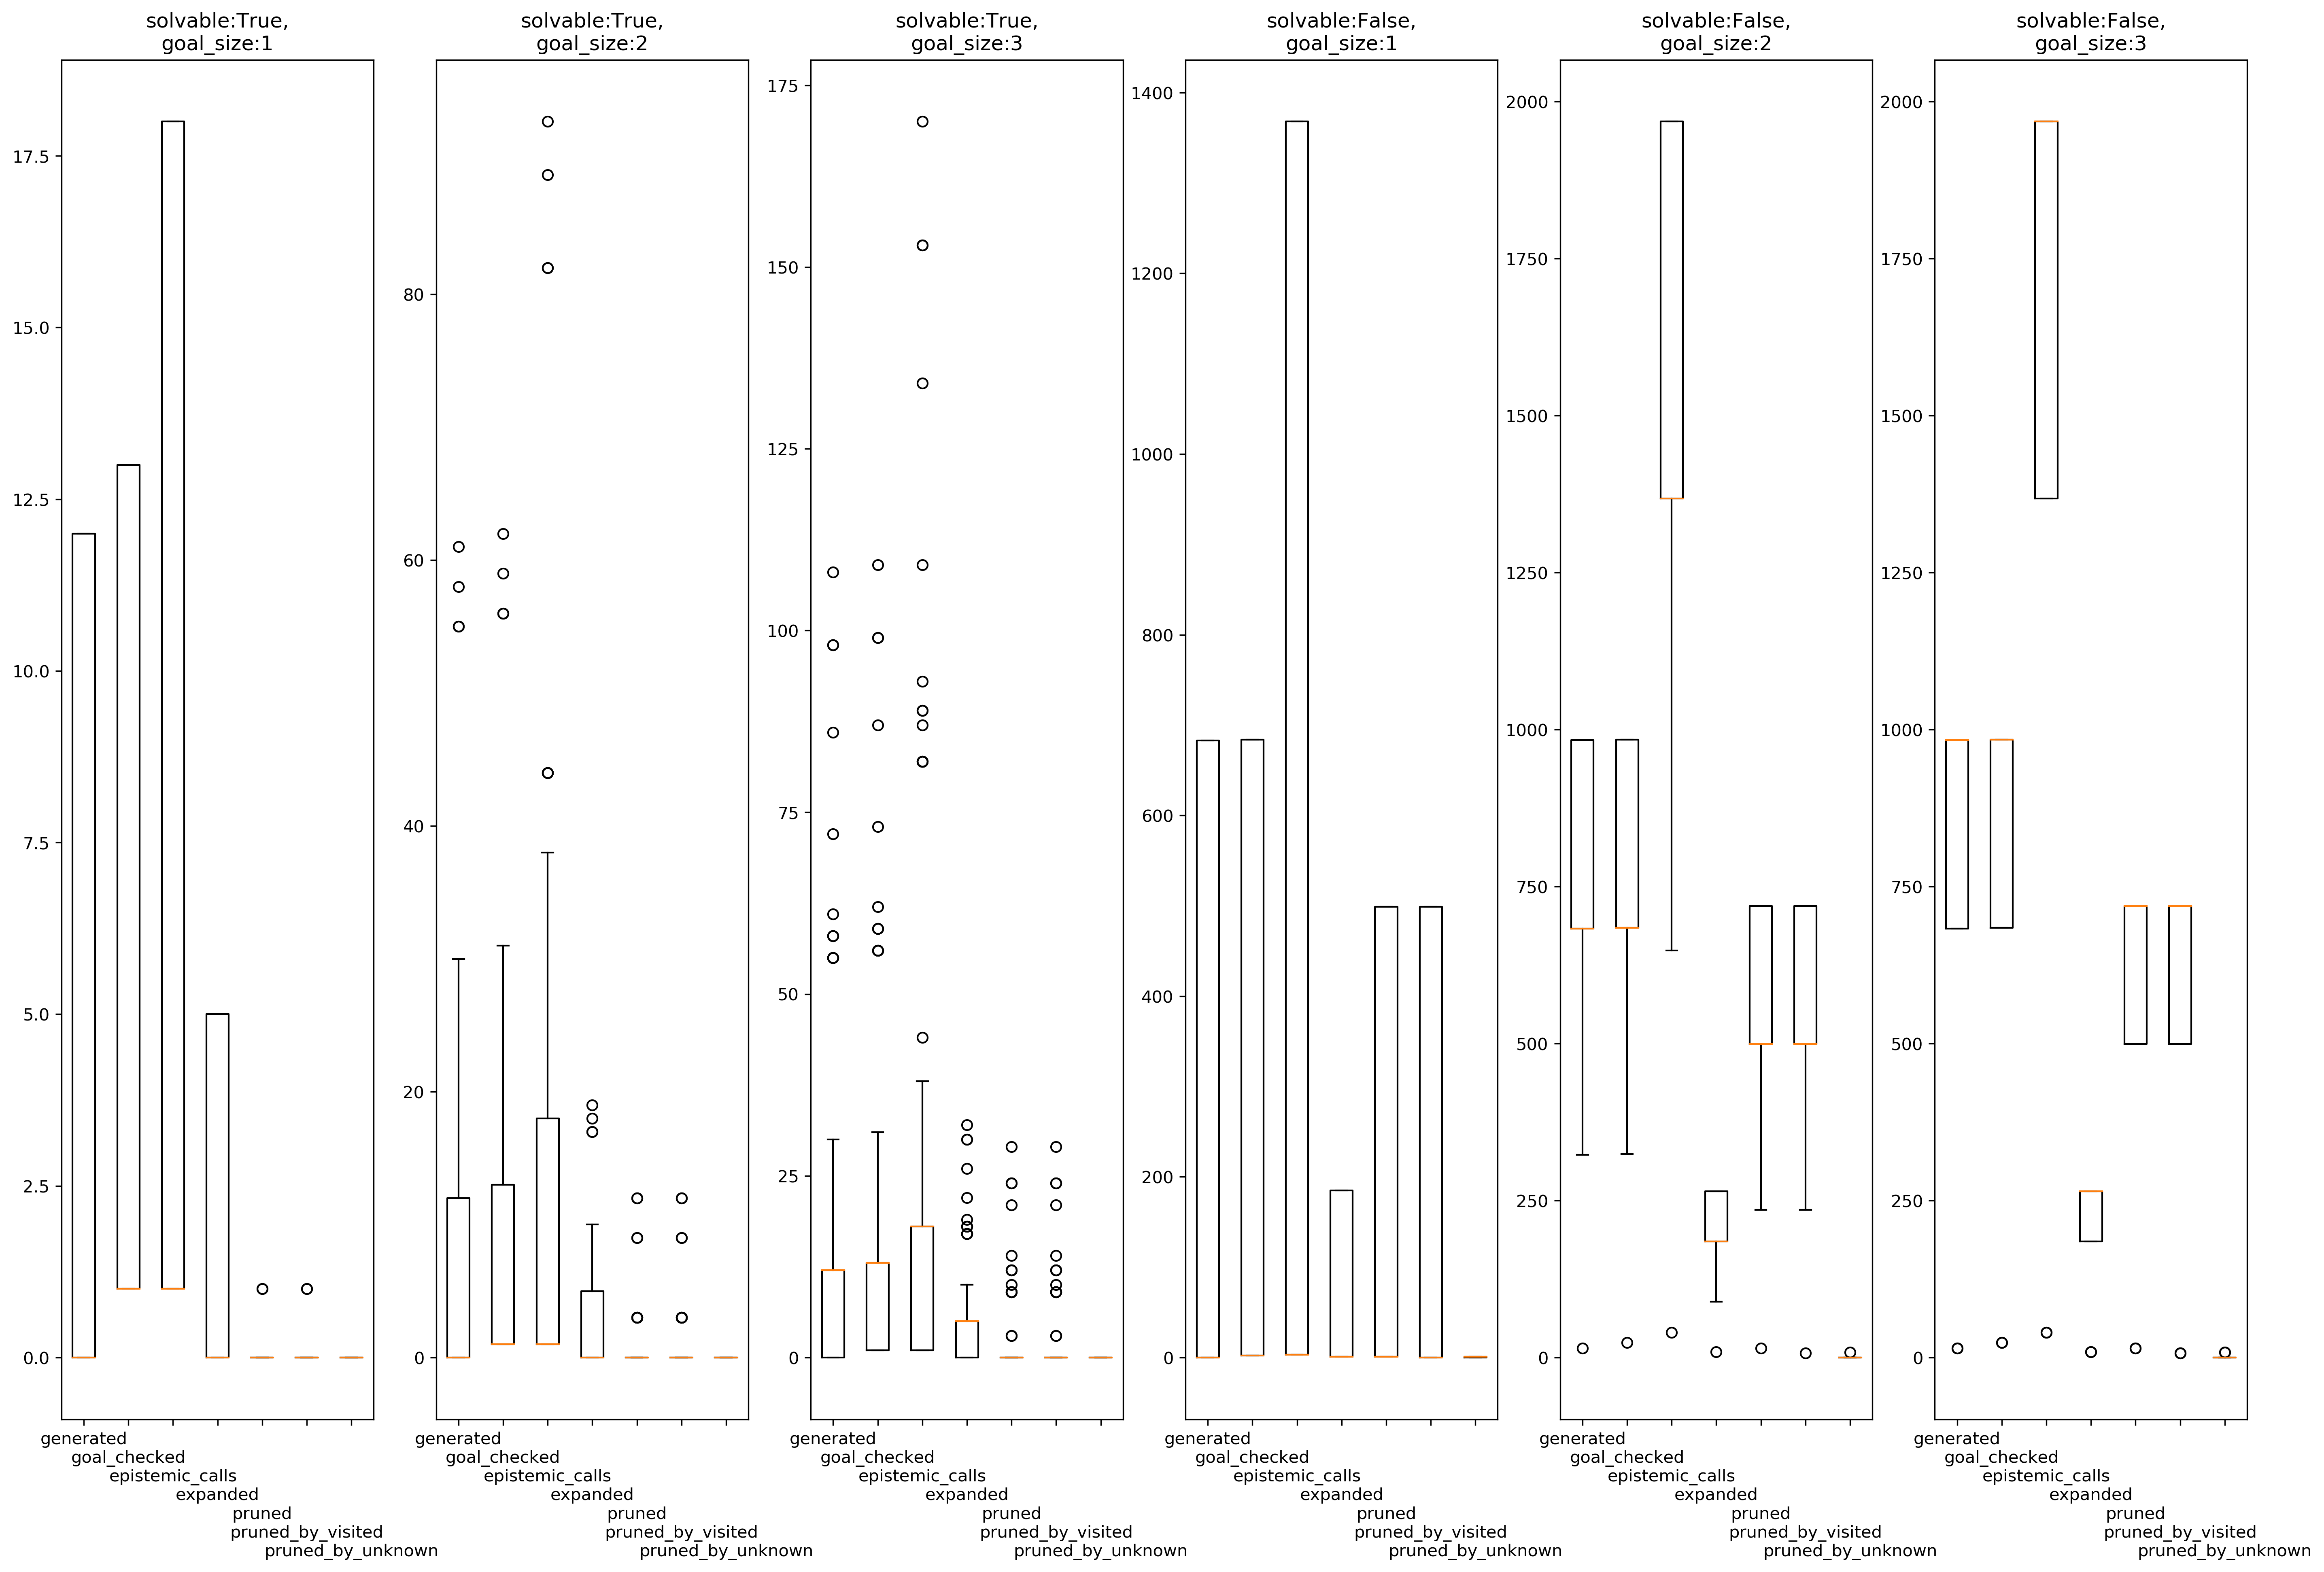 solvable:True,
goal_size:1
17.5
15.0
12.5
10.0
7.5
5.0
2.5
0.0
generated
goal_checked
epistemic_calls
expanded
pruned
pruned_by_visited
pruned_by_unknown
solvable:True,
goal_size:2
80
60
40
20
0
generated
goal_checked
epistemic_calls
expanded
pruned
pruned_by_visited
pruned_by_unknown
solvable:True,
goal_size:3
175
150
125
100
75
50
25
0
generated
goal_checked
epistemic_calls
expanded
pruned
pruned_by_visited
pruned_by_unknown
solvable:False,
goal_size:1
1400
1200
1000
800
600
400
200
0
generated
goal_checked
epistemic_calls
expanded
pruned
pruned_by_visited
pruned_by_unknown
solvable:False,
goal_size:2
2000
1750
1500
1250
1000
750
500
250
0
generated
goal_checked
epistemic_calls
expanded
pruned
pruned_by_visited
pruned_by_unknown
solvable:False,
goal_size:3
2000
1750
1500
1250
1000
750
500
250
0
generated
goal_checked
epistemic_calls
expanded
pruned
pruned_by_visited
pruned_by_unknown